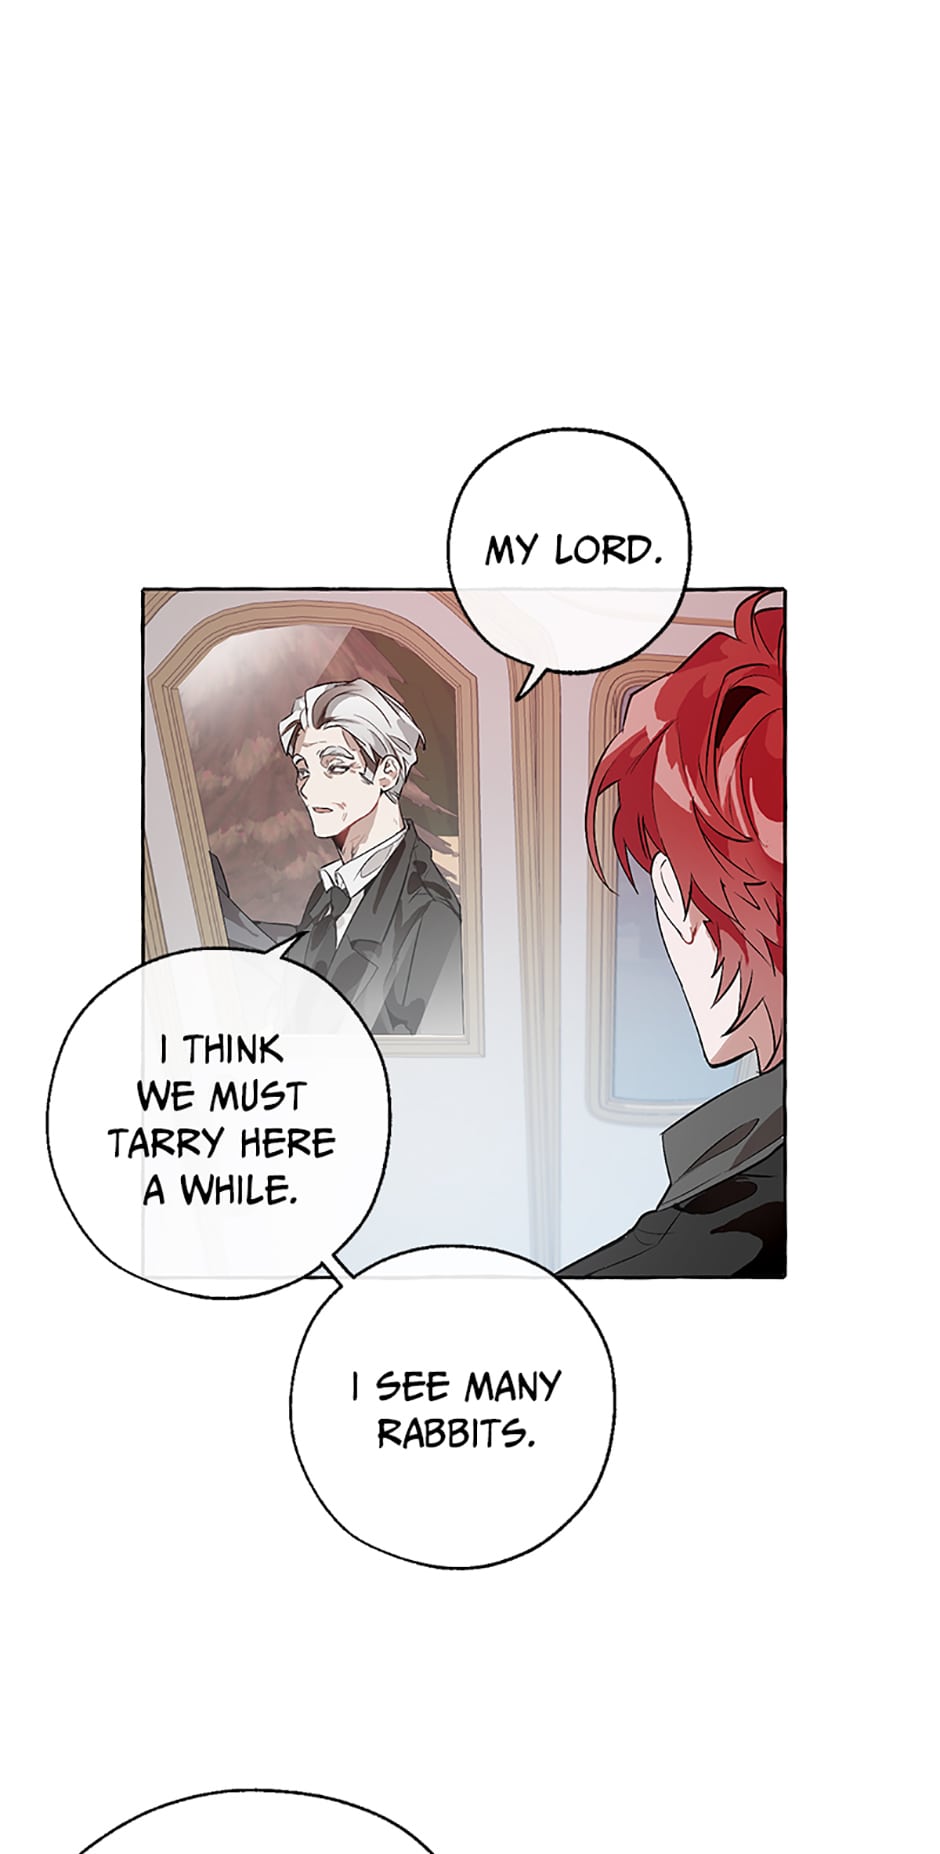 MY LORD.
I THINK
WE MUST
TARRY HERE
A WHILE.
I SEE MANY
RABBITS.